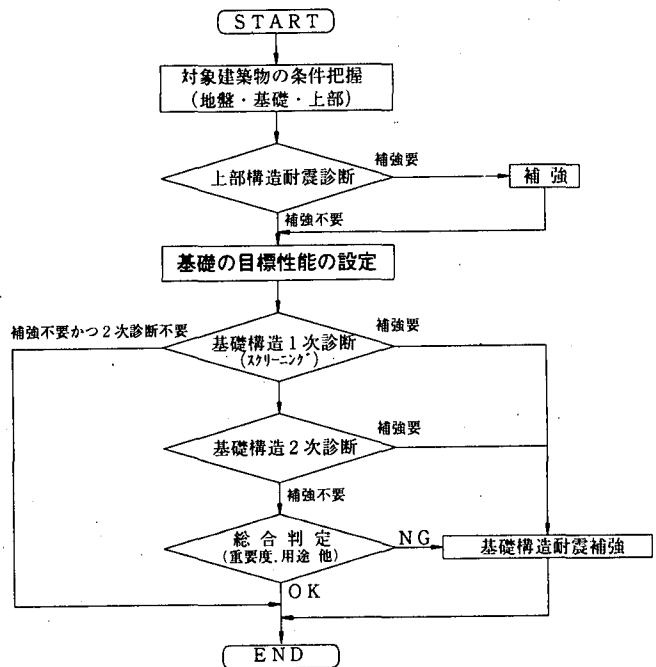 START
対象建築物の条件把握
(地盤・基礎・上部)
補強要
上部構造耐震診断
補強
補強不要
基礎の目標性能の設定
補強不要かつ2次診断不要
補強要
基礎構造1次診断
(スクリーニング)
補強要
基礎構造2次診断
補強不要
総合判定
(重要度.用途 他)
NG
基礎構造耐震補強
OK
END